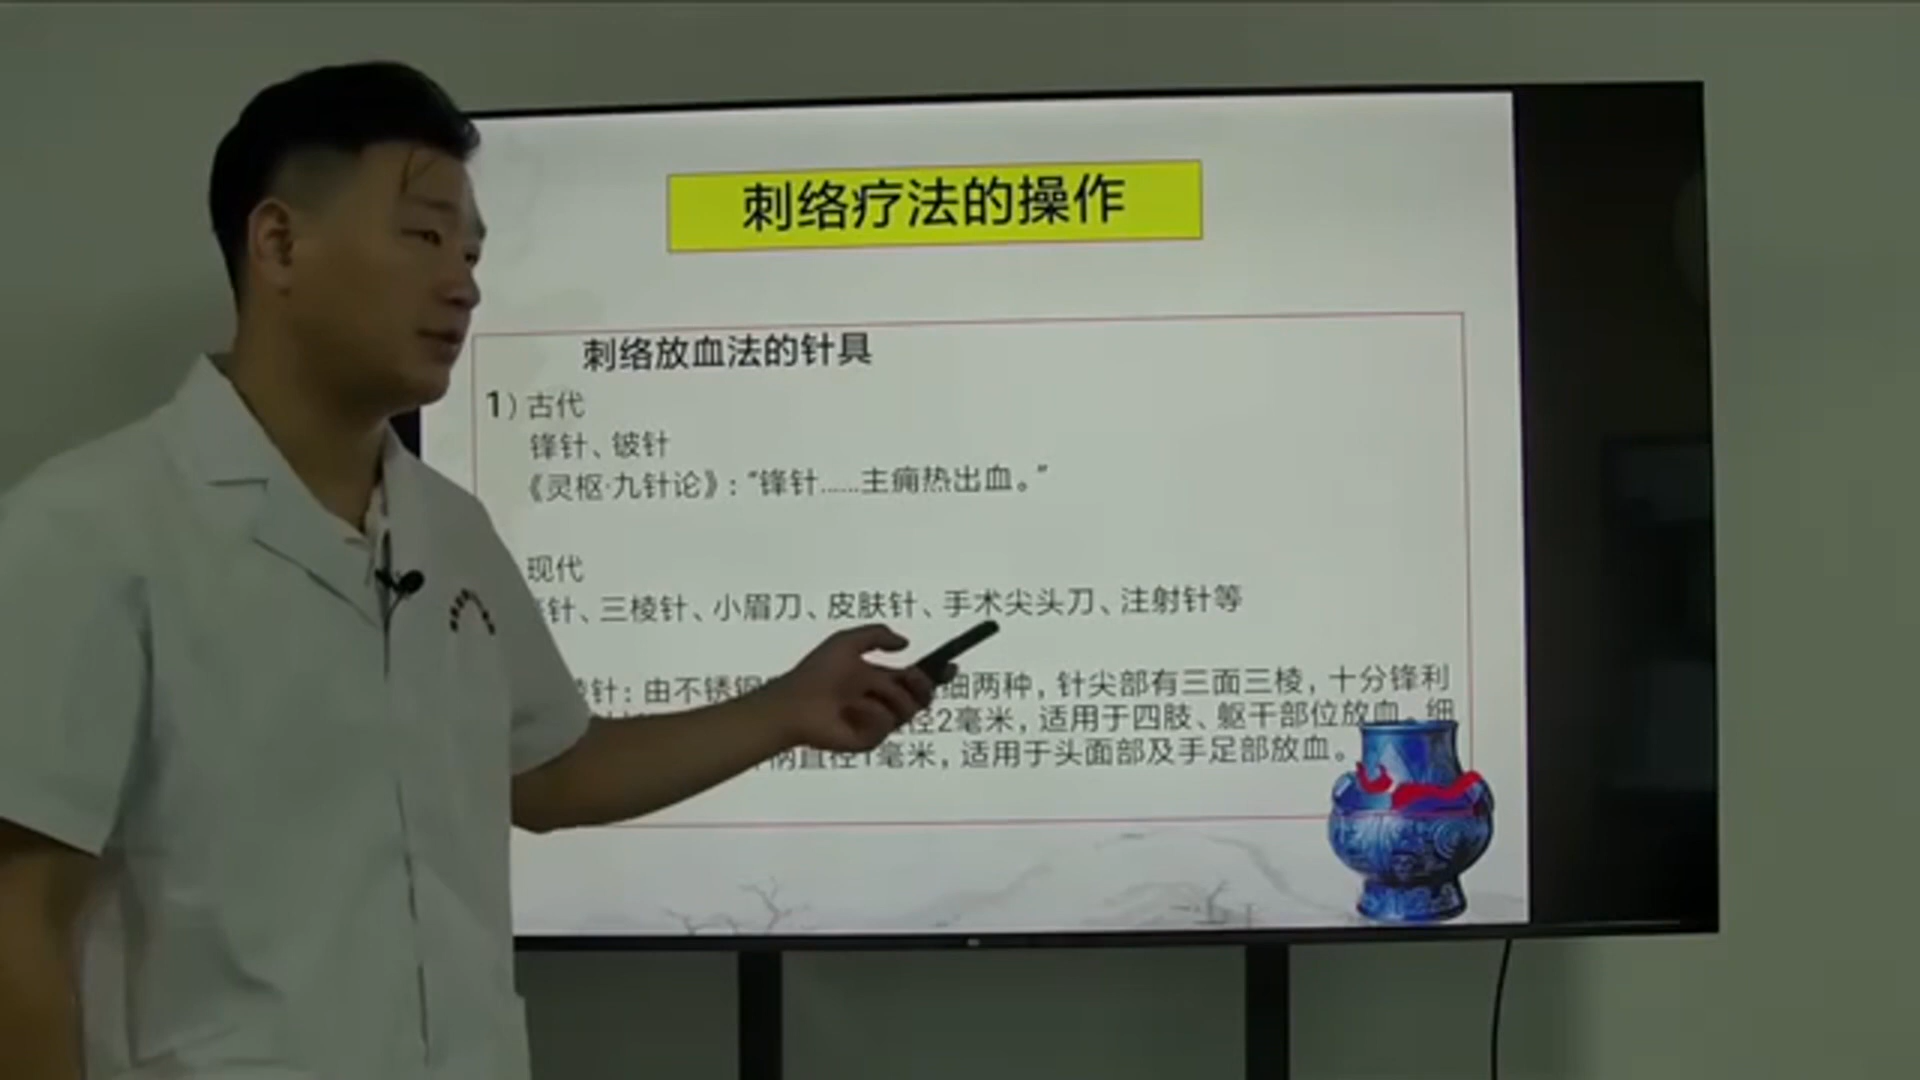 刺络疗法的操作
刺络放血法的针具
1）古代
锋针、铍针
《灵枢·九针论》：“锋针……主痈热出血。”
现代
针、三棱针、小眉刀、皮肤针、手术尖头刀、注射针等
针：由不锈钢 细两种，针尖部有三面三棱，十分锋利
径2毫米，适用于四肢、躯干部位放血。细
柄直径1毫米，适用于头面部及手足部放血。